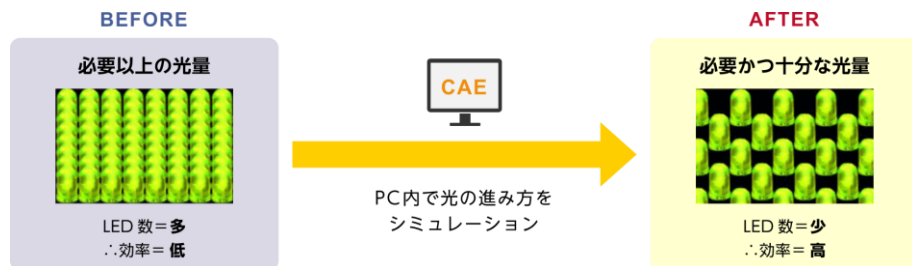 BEFORE
必要以上の光量
LED 数=多
∴効率= 低
CAE
PC内で光の進み方を
シミュレーション
AFTER
必要かつ十分な光量
LED 数=少
∴効率= 高